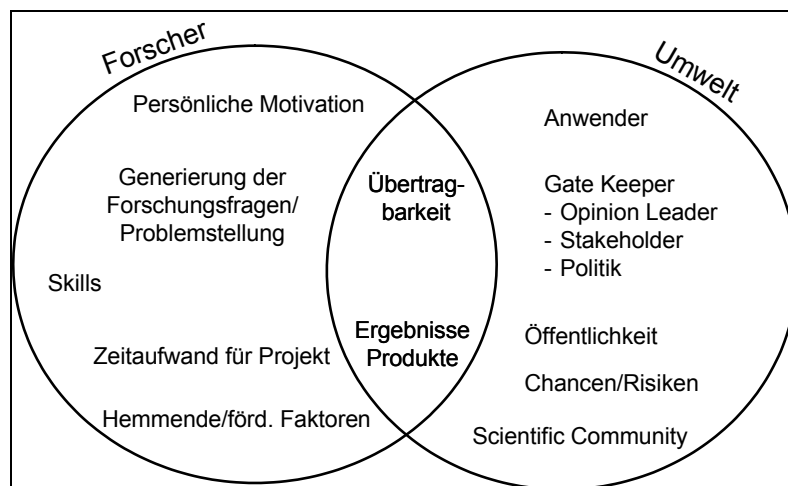 Forscher
Persönliche Motivation
Generierung der
Forschungsfragen/
Problemstellung
Skills
Zeitaufwand für Projekt
Hemmende/förd. Faktoren
Übertrag-
barkeit
Ergebnisse
Produkte
Umwelt
Anwender
Gate Keeper
- Opinion Leader
- Stakeholder
- Politik
Öffentlichkeit
Chancen/Risiken
Scientific Community